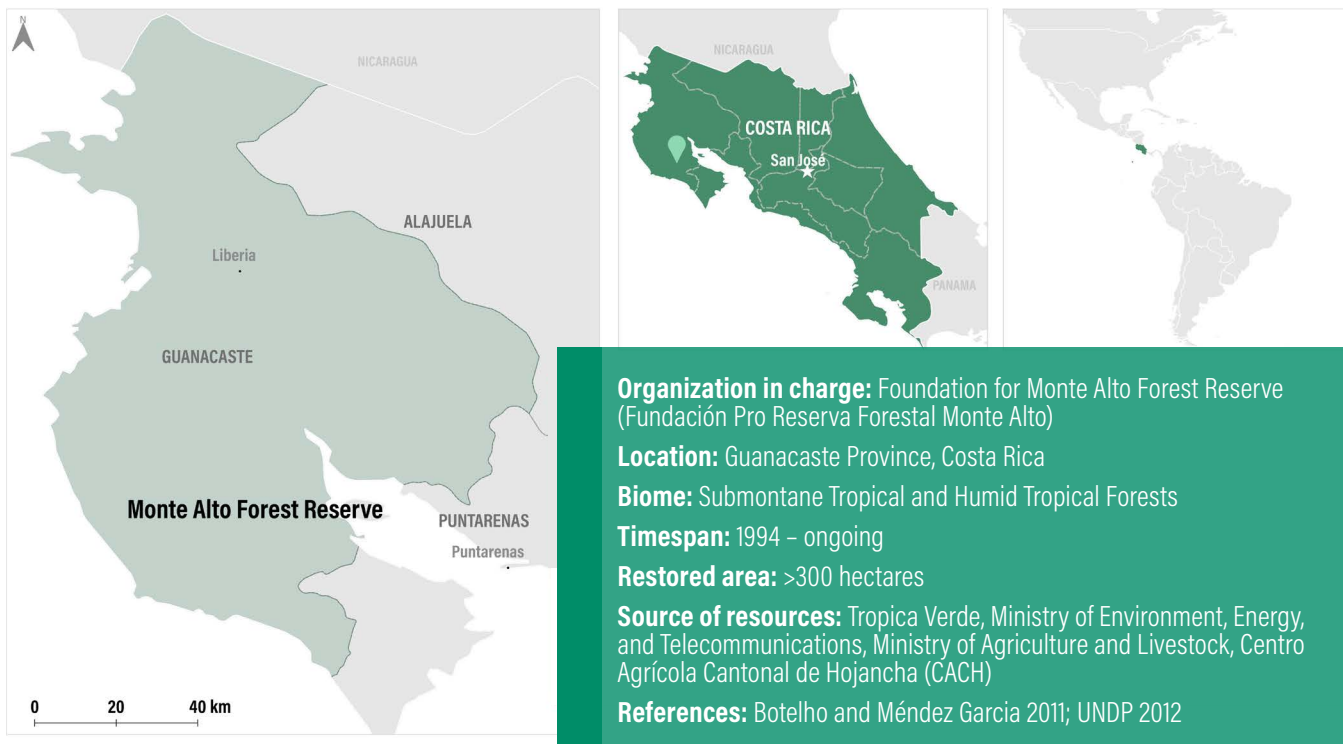 N
NICARAGUA
ALAJUELA
Liberia
GUANACASTE
Monte Alto Forest Reserve
PUNTARENAS
Puntarenas
0 20 40 km
NICARAGUA
COSTA RICA
San José
PANAMA
Organization in charge: Foundation for Monte Alto Forest Reserve
(Fundación Pro Reserva Forestal Monte Alto)
Location: Guanacaste Province, Costa Rica
Biome: Submontane Tropical and Humid Tropical Forests
Timespan: 1994 – ongoing
Restored area: >300 hectares
Source of resources: Tropica Verde, Ministry of Environment, Energy,
and Telecommunications, Ministry of Agriculture and Livestock, Centro
Agrícola Cantonal de Hojancha (CACH)
References: Botelho and Méndez Garcia 2011; UNDP 2012